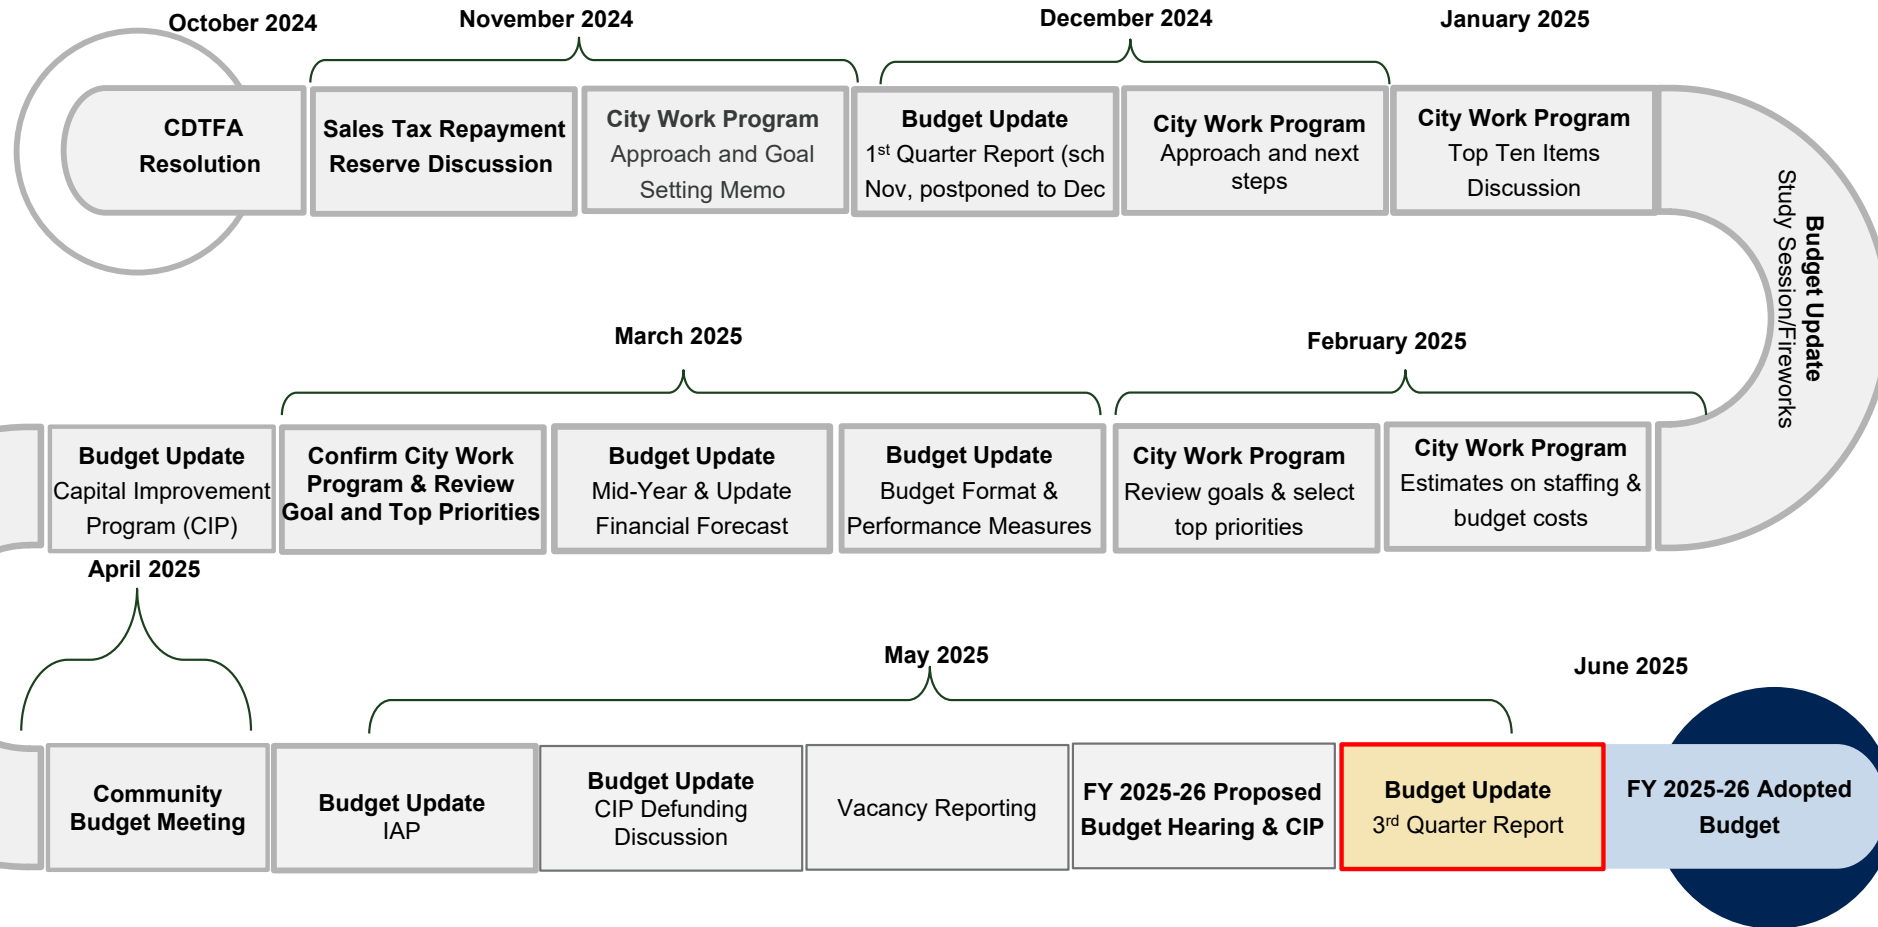 October 2024
November 2024
December 2024
January 2025
CDTFA
Resolution
Sales Tax Repayment
Reserve Discussion
City Work Program
Approach and Goal
Setting Memo
Budget Update
1st Quarter Report (sch
Nov, postponed to Dec
City Work Program
Approach and next
steps
City Work Program
Top Ten Items
Discussion
Budget Update
Study Session/Fireworks
February 2025
March 2025
City Work Program
Estimates on staffing &
budget costs
City Work Program
Review goals & select
top priorities
Budget Update
Budget Format &
Performance Measures
Budget Update
Mid-Year & Update
Financial Forecast
Confirm City Work
Program & Review
Goal and Top Priorities
Budget Update
Capital Improvement
Program (CIP)
April 2025
May 2025
June 2025
Community
Budget Meeting
Budget Update
IAP
Budget Update
CIP Defunding
Discussion
Vacancy Reporting
FY 2025-26 Proposed
Budget Hearing & CIP
Budget Update
3rd Quarter Report
FY 2025-26 Adopted
Budget